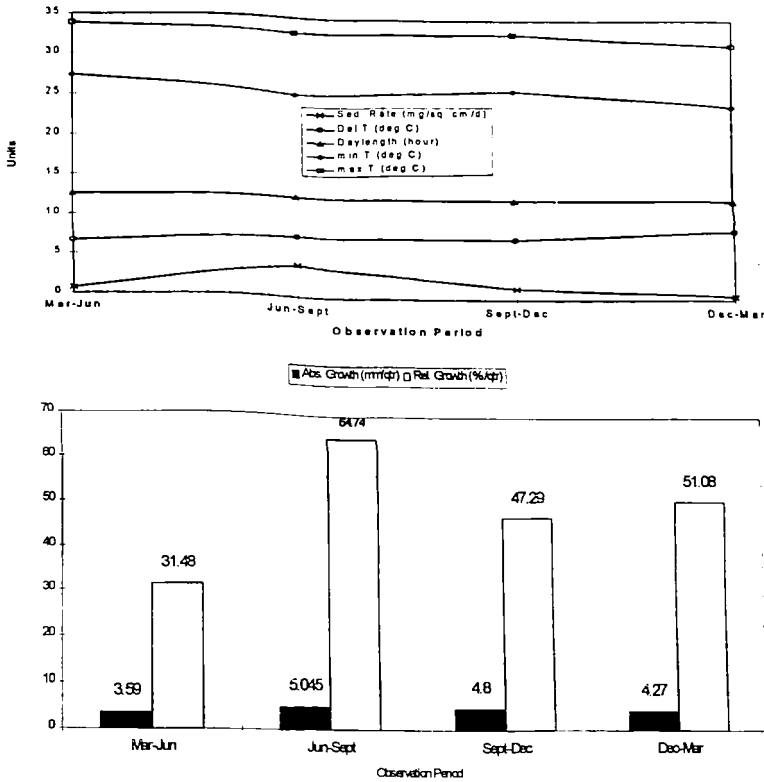 35
30
25
20
15
10
5
0
Units
Sed. Rate (mg/sq. cm/d)
Del T (deg C)
Daylength (hour)
min T (deg C)
max T (deg C)
Mar-Jun
Jun-Sept
Sept-Dec
Dec-Mar
Observation Period
Abs. Growth (mm/qtr)
Rel. Growth (%/qtr)
70
60
50
40
30
20
10
0
3.59
31.48
5.045
64.74
4.8
47.29
4.27
51.08
Mar-Jun
Jun-Sept
Sept-Dec
Dec-Mar
Observation Period